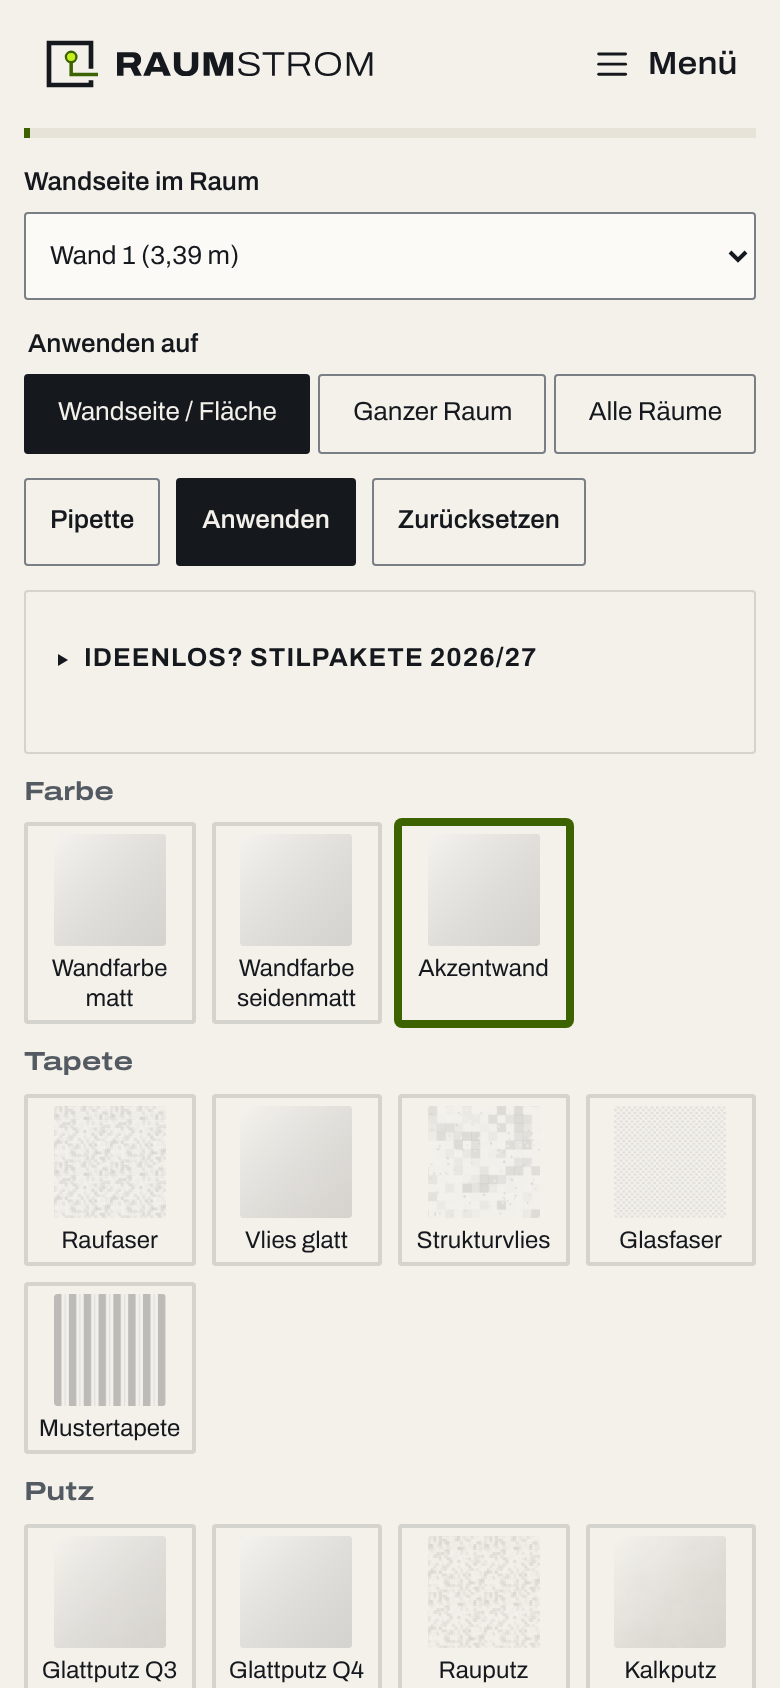 RAUMSTROM
Menü
Wandseite im Raum
Wand 1 (3,39 m)
Anwenden auf
Wandseite / Fläche
Ganzer Raum
Alle Räume
Pipette
Anwenden
Zurücksetzen
IDEENLOS? STILPAKETE 2026/27
Farbe
Wandfarbe
matt
Wandfarbe
seidenmatt
Akzentwand
Tapete
Raufaser
Vlies glatt
Strukturvlies
Glasfaser
Mustertapete
Putz
Glattputz Q3
Glattputz Q4
Rauputz
Kalkputz